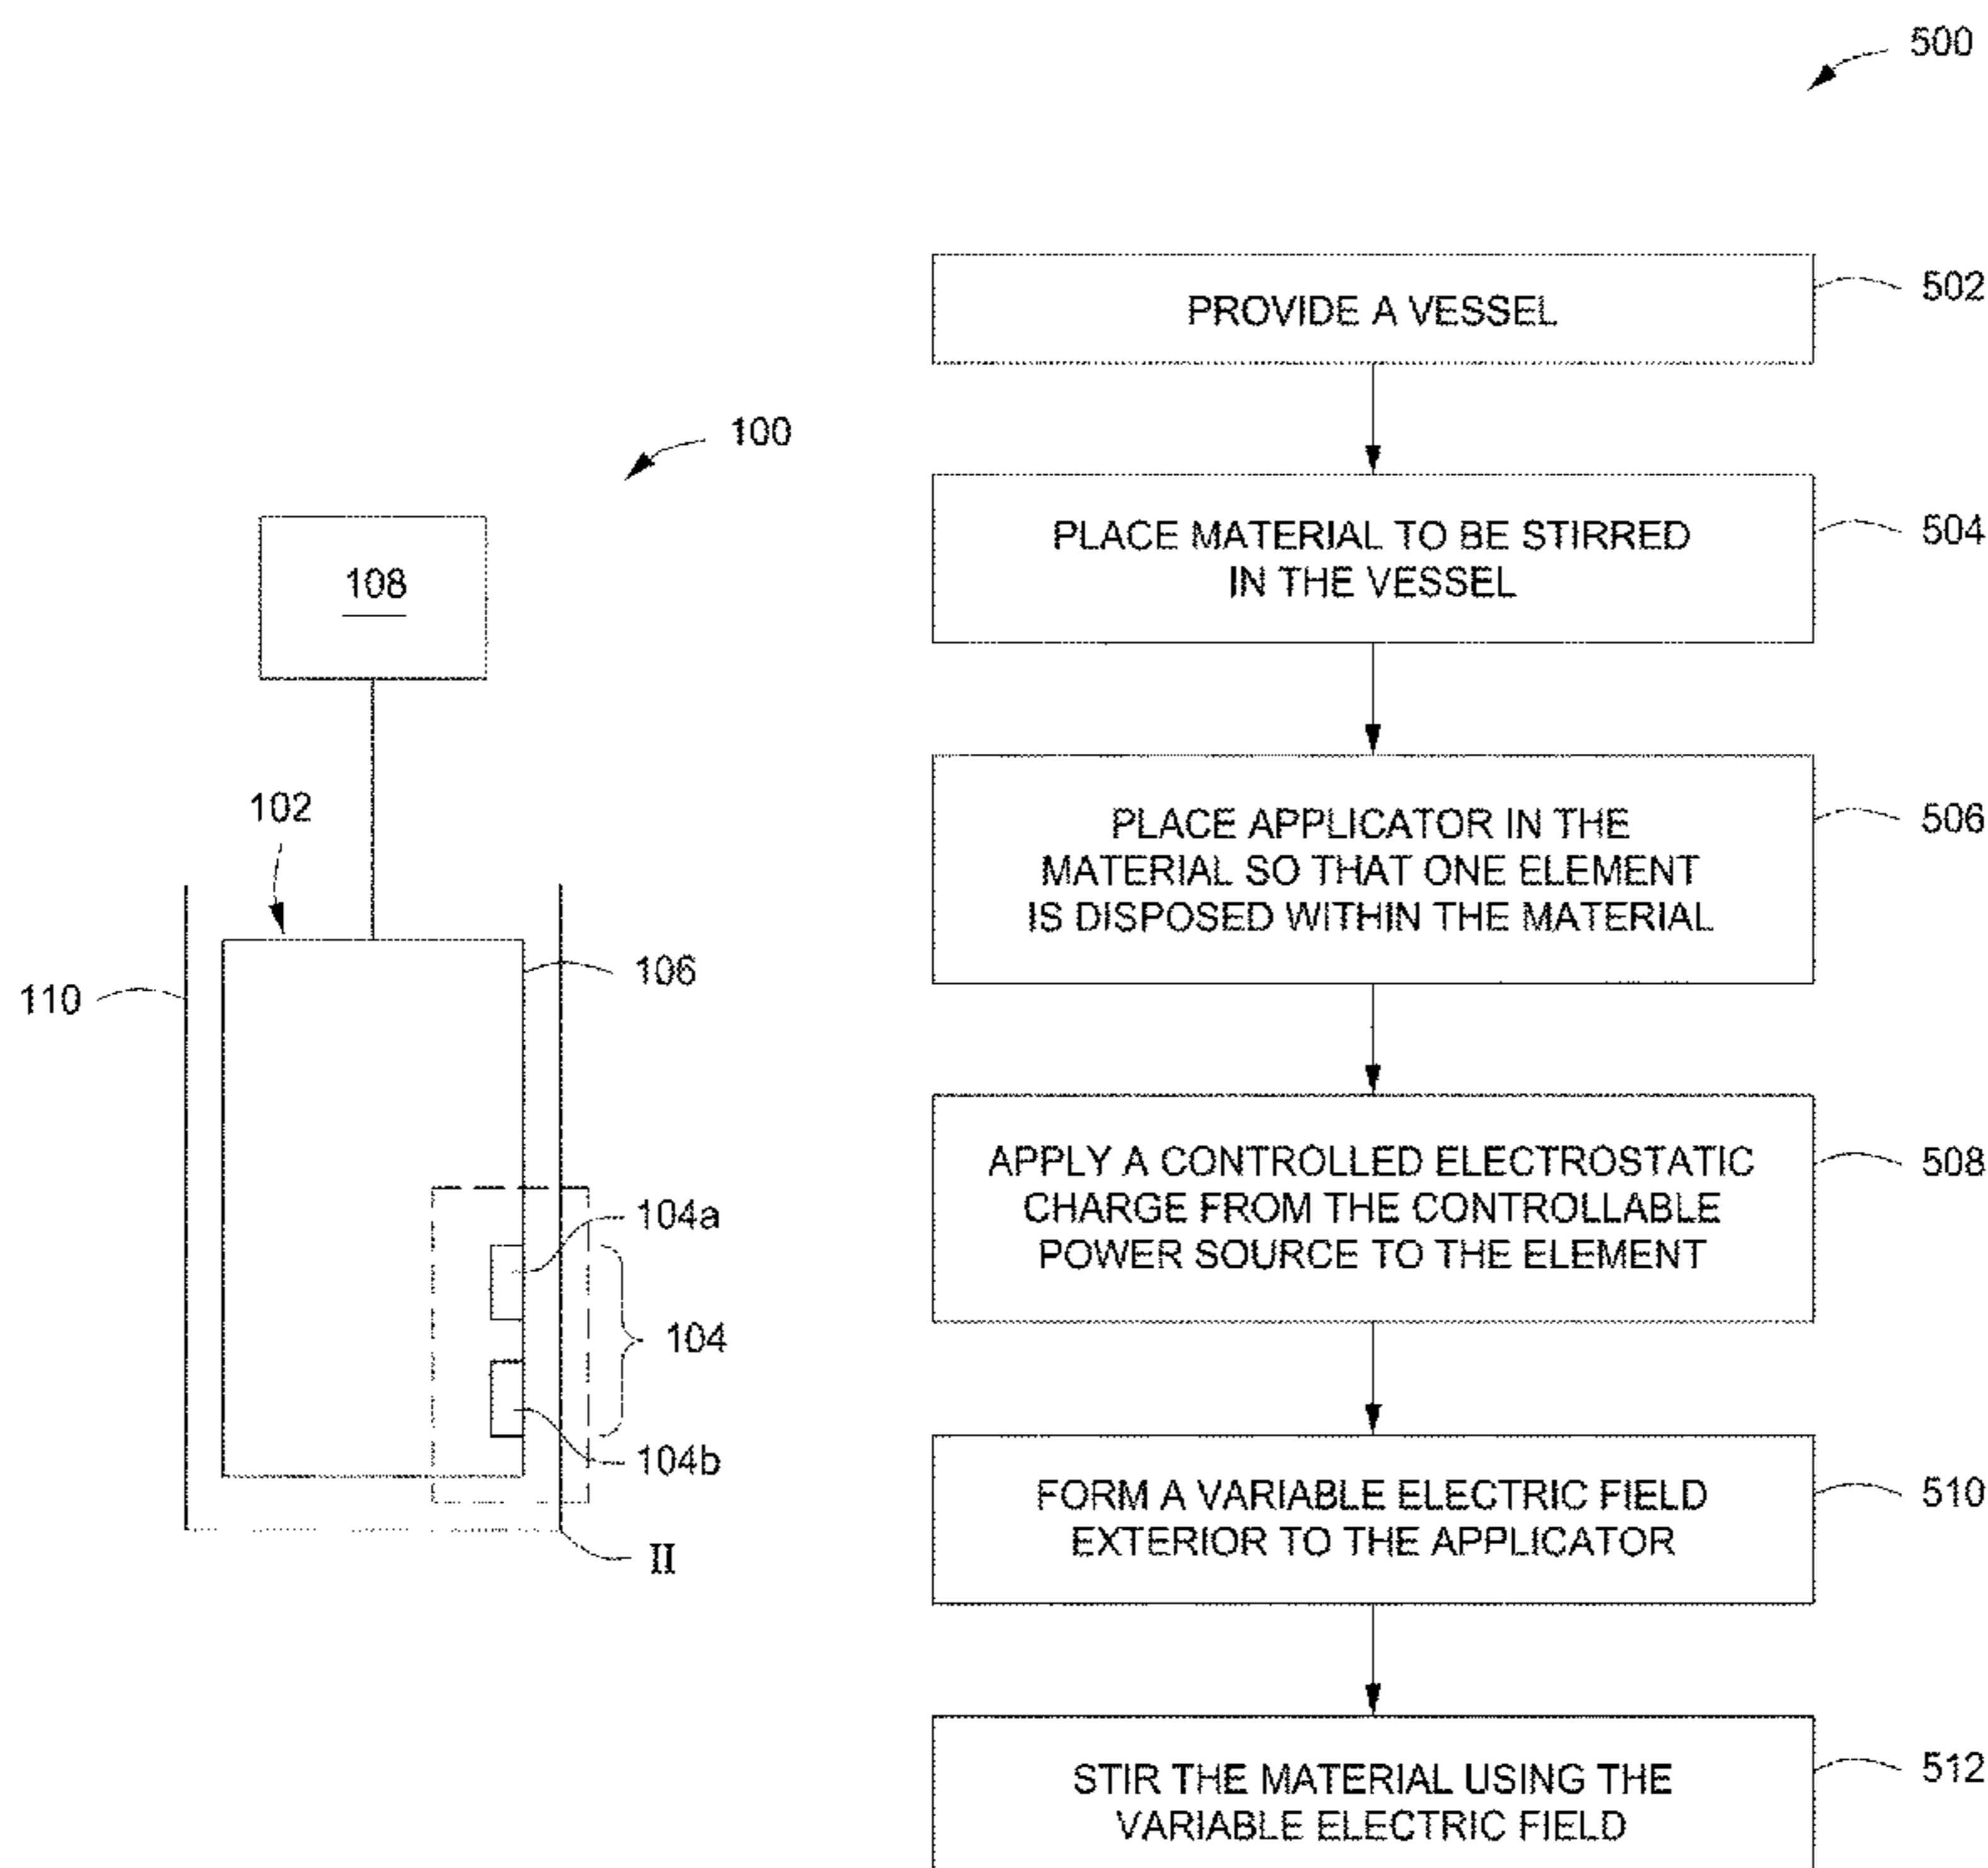 500
PROVIDE A VESSEL
502
100
PLACE MATERIAL TO BE STIRRED
IN THE VESSEL
504
108
102
PLACE APPLICATOR IN THE
MATERIAL SO THAT ONE ELEMENT
IS DISPOSED WITHIN THE MATERIAL
506
106
110
APPLY A CONTROLLED ELECTROSTATIC
CHARGE FROM THE CONTROLLABLE
POWER SOURCE TO THE ELEMENT
508
104a
104
104b
FORM A VARIABLE ELECTRIC FIELD
EXTERIOR TO THE APPLICATOR
510
II
STIR THE MATERIAL USING THE
VARIABLE ELECTRIC FIELD
512